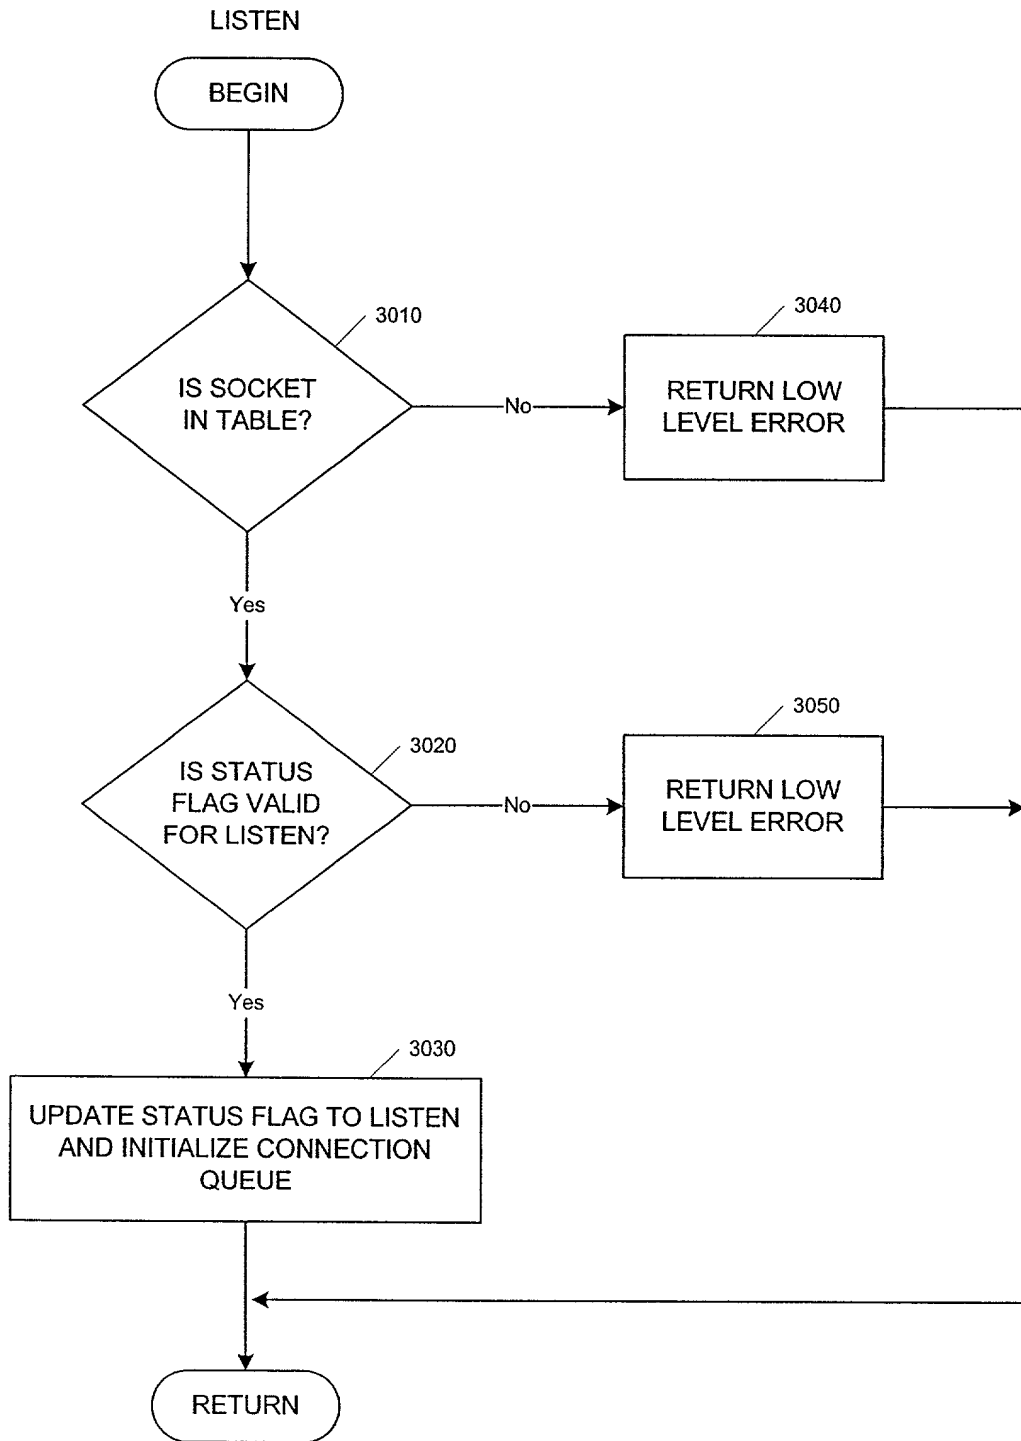 LISTEN
BEGIN
3010
IS SOCKET
IN TABLE?
No
3040
RETURN LOW
LEVEL ERROR
Yes
3020
IS STATUS
FLAG VALID
FOR LISTEN?
No
3050
RETURN LOW
LEVEL ERROR
Yes
3030
UPDATE STATUS FLAG TO LISTEN
AND INITIALIZE CONNECTION
QUEUE
RETURN